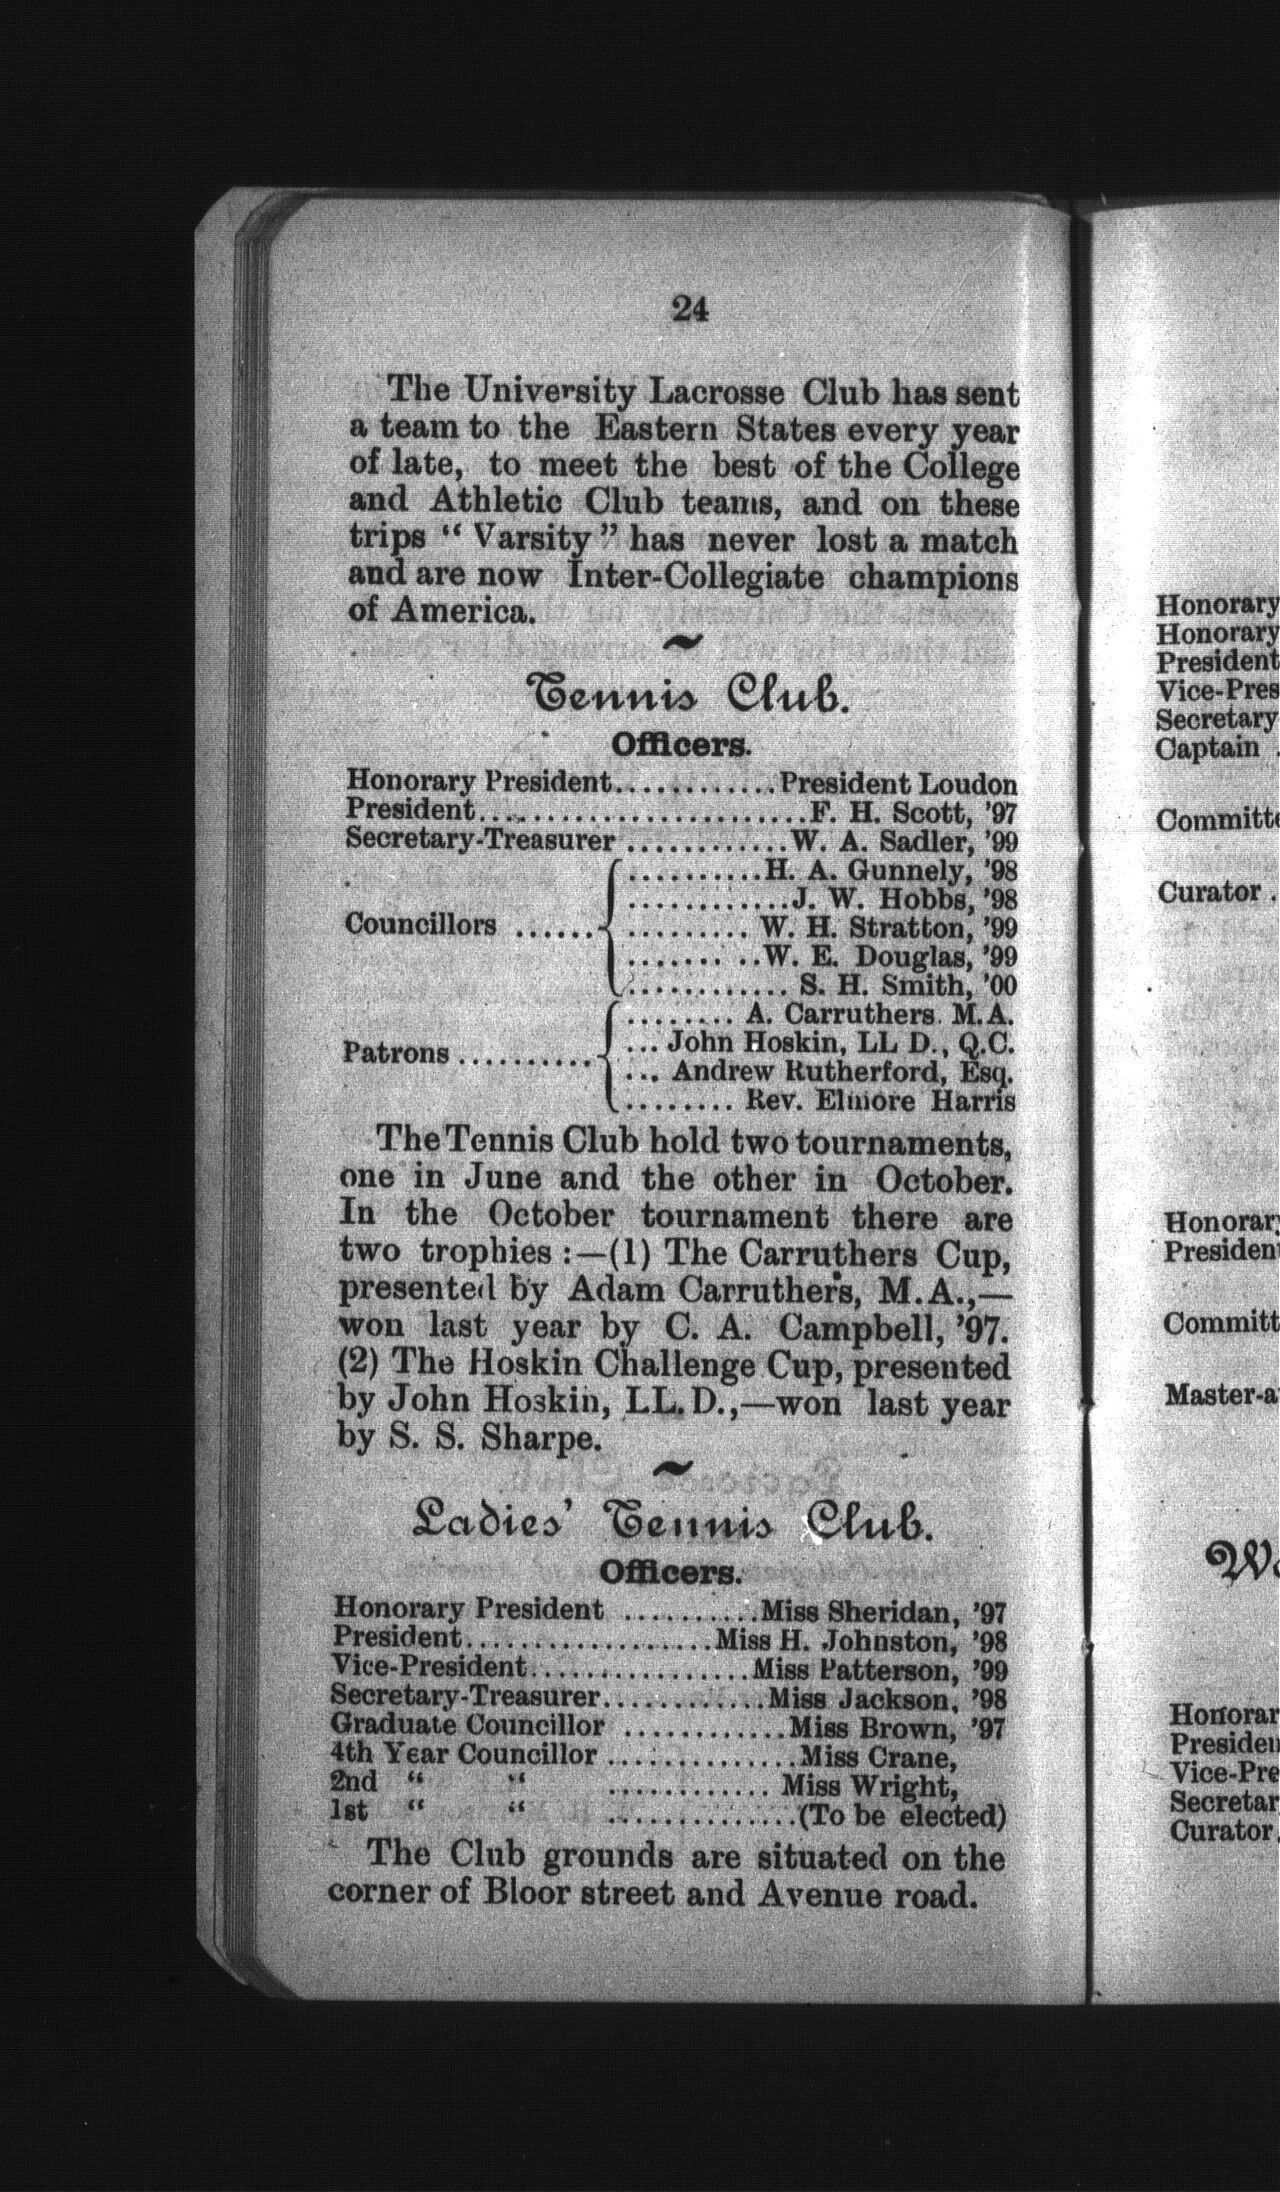 24
The University Lacrosse Club has sent
a team to the Eastern States every year
of late, to meet the best of the College
and Athletic Club teams, and on these
trips “ Varsity ” has never lost a match
and are now Inter-Collegiate champions
of America.
Tennis Club.
Officers.
Honorary President............President Loudon
President........................F. H. Scott, ’97
Secretary-Treasurer ............W. A. Sadler, ’99
..........H. A. Gunnely, ’98
............J. W. Hobbs, ’98
Councillors ...... ......... W. H. Stratton, ’99
....... ..W. E. Douglas, ’99
............ S. H. Smith, ’00
........ A. Carruthers. M.A.
Patrons .......... ... John Hoskin, LL D., Q.C.
... Andrew Rutherford, Esq.
........ Rev. Elmore Harris
The Tennis Club hold two tournaments,
one in June and the other in October.
In the October tournament there are
two trophies :—(1) The Carruthers Cup,
presented by Adam Carruthers, M.A.,—
won last year by C. A. Campbell, ’97.
(2) The Hoskin Challenge Cup, presented
by John Hoskin, LL.D.,—won last year
by S. S. Sharpe.
Ladies’ Tennis Club.
Officers.
Honorary President ..........Miss Sheridan, ’97
President..................Miss H. Johnston, ’98
Vice-President................Miss Patterson, ’99
Secretary-Treasurer............Miss Jackson, ’98
Graduate Councillor ............Miss Brown, ’97
4th Year Councillor ..............Miss Crane,
2nd “ “ ............ Miss Wright,
1st “ “ ..............(To be elected)
The Club grounds are situated on the
corner of Bloor street and Avenue road.
Honorary
Honorary
President
Vice-Pres
Secretary
Captain .
Committe
Curator .
Honorary
President
Committ
Master-a
Honorar
Presiden
Vice-Pre
Secretar
Curator.